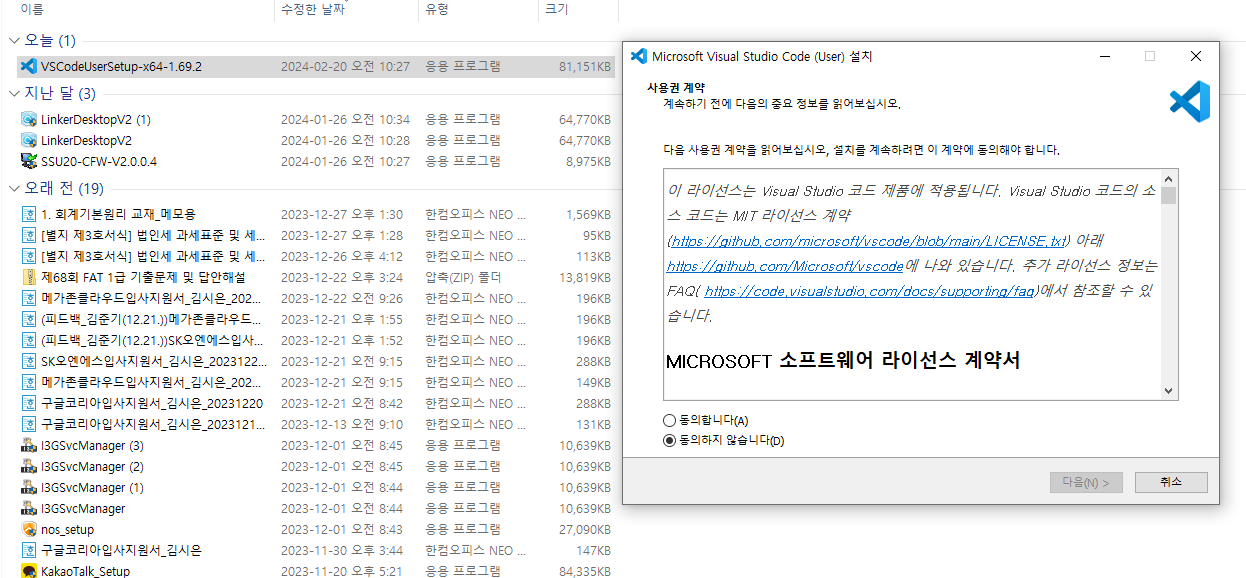 이름 수정한 날짜 유형 크기
오늘 (1)
VSCodeUserSetup-x64-1.69.2 2024-02-20 오전 10:27 응용 프로그램 81,151KB
지난 달 (3)
LinkerDesktopV2 (1) 2024-01-26 오전 10:34 응용 프로그램 64,770KB
LinkerDesktopV2 2024-01-26 오전 10:28 응용 프로그램 64,770KB
SSU20-CFW-V2.0.0.4 2024-01-26 오전 10:27 응용 프로그램 8,975KB
오래 전 (19)
1. 회계기본원리 교재_메모용 2023-12-27 오후 1:30 한컴오피스 NEO ... 1,569KB
[별지 제3호서식] 법인세 과세표준 및 세... 2023-12-27 오후 1:28 한컴오피스 NEO ... 95KB
[별지 제3호서식] 법인세 과세표준 및 세... 2023-12-26 오후 4:12 한컴오피스 NEO ... 113KB
제68회 FAT 1급 기출문제 및 답안해설 2023-12-22 오후 3:24 압축(ZIP) 폴더 13,819KB
메가존클라우드입사지원서_김시은_202... 2023-12-22 오전 9:26 한컴오피스 NEO ... 196KB
(피드백_김준기(12.21.))메가존클라우드... 2023-12-21 오후 1:55 한컴오피스 NEO ... 196KB
(피드백_김준기(12.21.))SK오엔에스입사... 2023-12-21 오후 1:52 한컴오피스 NEO ... 196KB
SK오엔에스입사지원서_김시은_2023122... 2023-12-21 오전 9:15 한컴오피스 NEO ... 288KB
메가존클라우드입사지원서_김시은_202... 2023-12-21 오전 9:15 한컴오피스 NEO ... 149KB
구글코리아입사지원서_김시은_20231220 2023-12-21 오전 8:42 한컴오피스 NEO ... 288KB
구글코리아입사지원서_김시은_2023121... 2023-12-13 오전 9:10 한컴오피스 NEO ... 131KB
I3GSvcManager (3) 2023-12-01 오전 8:45 응용 프로그램 10,639KB
I3GSvcManager (2) 2023-12-01 오전 8:45 응용 프로그램 10,639KB
I3GSvcManager (1) 2023-12-01 오전 8:44 응용 프로그램 10,639KB
I3GSvcManager 2023-12-01 오전 8:44 응용 프로그램 10,639KB
nos_setup 2023-12-01 오전 8:43 응용 프로그램 27,090KB
구글코리아입사지원서_김시은 2023-11-30 오후 3:44 한컴오피스 NEO ... 147KB
KakaoTalk_Setup 2023-11-20 오후 5:21 응용 프로그램 84,335KB
Microsoft Visual Studio Code (User) 설치
사용권 계약
계속하기 전에 다음의 중요 정보를 읽어보십시오.
다음 사용권 계약을 읽어보십시오, 설치를 계속하려면 이 계약에 동의해야 합니다.
이 라이선스는 Visual Studio 코드 제품에 적용됩니다. Visual Studio 코드의 소
스 코드는 MIT 라이선스 계약
(https://github.com/microsoft/vscode/blob/main/LICENSE.txt) 아래
https://github.com/Microsoft/vscode에 나와 있습니다. 추가 라이선스 정보는
FAQ( https://code.visualstudio.com/docs/supporting/faq)에서 참조할 수 있
습니다.
MICROSOFT 소프트웨어 라이선스 계약서
동의합니다(A)
동의하지 않습니다(D)
다음(N) > 취소